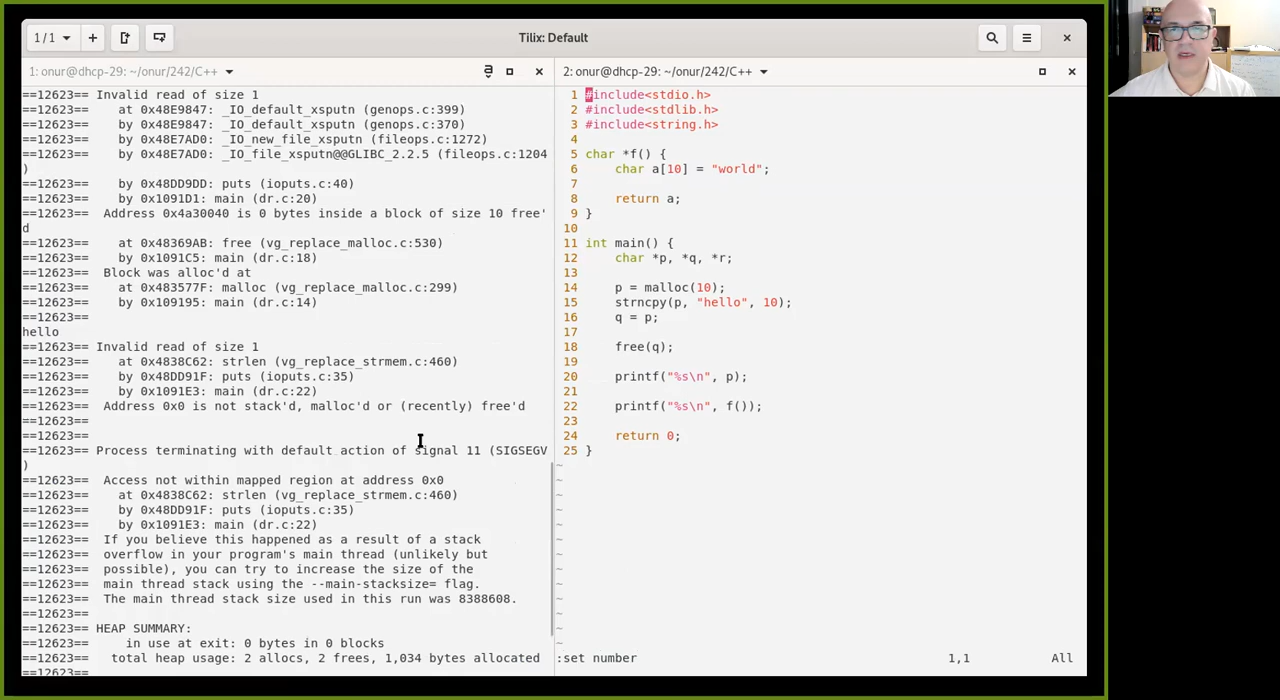 1 / 1
Tilix: Default
1: onur@dhcp-29: ~/onur/242/C++
==12623== Invalid read of size 1
==12623==    at 0x48E9847: _IO_default_xsputn (genops.c:399)
==12623==    by 0x48E9847: _IO_default_xsputn (genops.c:370)
==12623==    by 0x48E7AD0: _IO_new_file_xsputn (fileops.c:1272)
==12623==    by 0x48E7AD0: _IO_file_xsputn@@GLIBC_2.2.5 (fileops.c:1204
)
==12623==    by 0x48DD9DD: puts (ioputs.c:40)
==12623==    by 0x1091D1: main (dr.c:20)
==12623==  Address 0x4a30040 is 0 bytes inside a block of size 10 free'
d
==12623==    at 0x48369AB: free (vg_replace_malloc.c:530)
==12623==    by 0x1091C5: main (dr.c:18)
==12623==  Block was alloc'd at
==12623==    at 0x483577F: malloc (vg_replace_malloc.c:299)
==12623==    by 0x109195: main (dr.c:14)
==12623==
hello
==12623== Invalid read of size 1
==12623==    at 0x4838C62: strlen (vg_replace_strmem.c:460)
==12623==    by 0x48DD91F: puts (ioputs.c:35)
==12623==    by 0x1091E3: main (dr.c:22)
==12623==  Address 0x0 is not stack'd, malloc'd or (recently) free'd
==12623==
==12623==
==12623== Process terminating with default action of signal 11 (SIGSEGV
)
==12623==  Access not within mapped region at address 0x0
==12623==    at 0x4838C62: strlen (vg_replace_strmem.c:460)
==12623==    by 0x48DD91F: puts (ioputs.c:35)
==12623==    by 0x1091E3: main (dr.c:22)
==12623==  If you believe this happened as a result of a stack
==12623==  overflow in your program's main thread (unlikely but
==12623==  possible), you can try to increase the size of the
==12623==  main thread stack using the --main-stacksize= flag.
==12623==  The main thread stack size used in this run was 8388608.
==12623==
==12623== HEAP SUMMARY:
==12623==     in use at exit: 0 bytes in 0 blocks
==12623==   total heap usage: 2 allocs, 2 frees, 1,034 bytes allocated
==12623==
2: onur@dhcp-29: ~/onur/242/C++
1 #include<stdio.h>
2 #include<stdlib.h>
3 #include<string.h>
4
5 char *f() {
6     char a[10] = "world";
7
8     return a;
9 }
10
11 int main() {
12     char *p, *q, *r;
13
14     p = malloc(10);
15     strncpy(p, "hello", 10);
16     q = p;
17
18     free(q);
19
20     printf("%s\n", p);
21
22     printf("%s\n", f());
23
24     return 0;
25 }
~
~
~
~
~
~
~
~
~
~
~
~
~
:set number 1,1 All